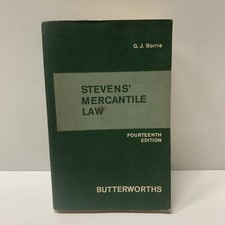 G. J. Borrie
STEVENS'
MERCANTILE
LAW
FOURTEENTH
EDITION
BUTTERWORTHS